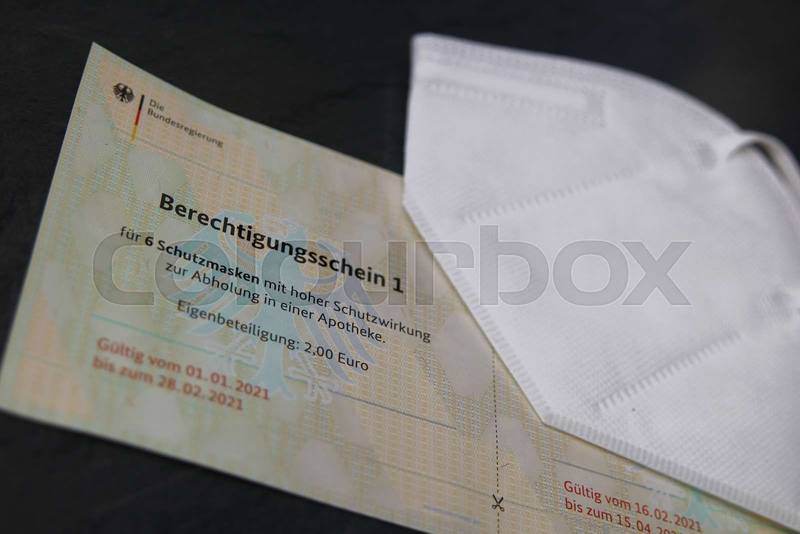 Die
Bundesregierung
Berechtigungsschein 1
für 6 Schutzmasken mit hoher Schutzwirkung
zur Abholung in einer Apotheke.
Eigenbeteiligung: 2,00 Euro
Gültig vom 01.01.2021
bis zum 28.02.2021
Gültig vom 16.02.2021
bis zum 15.04